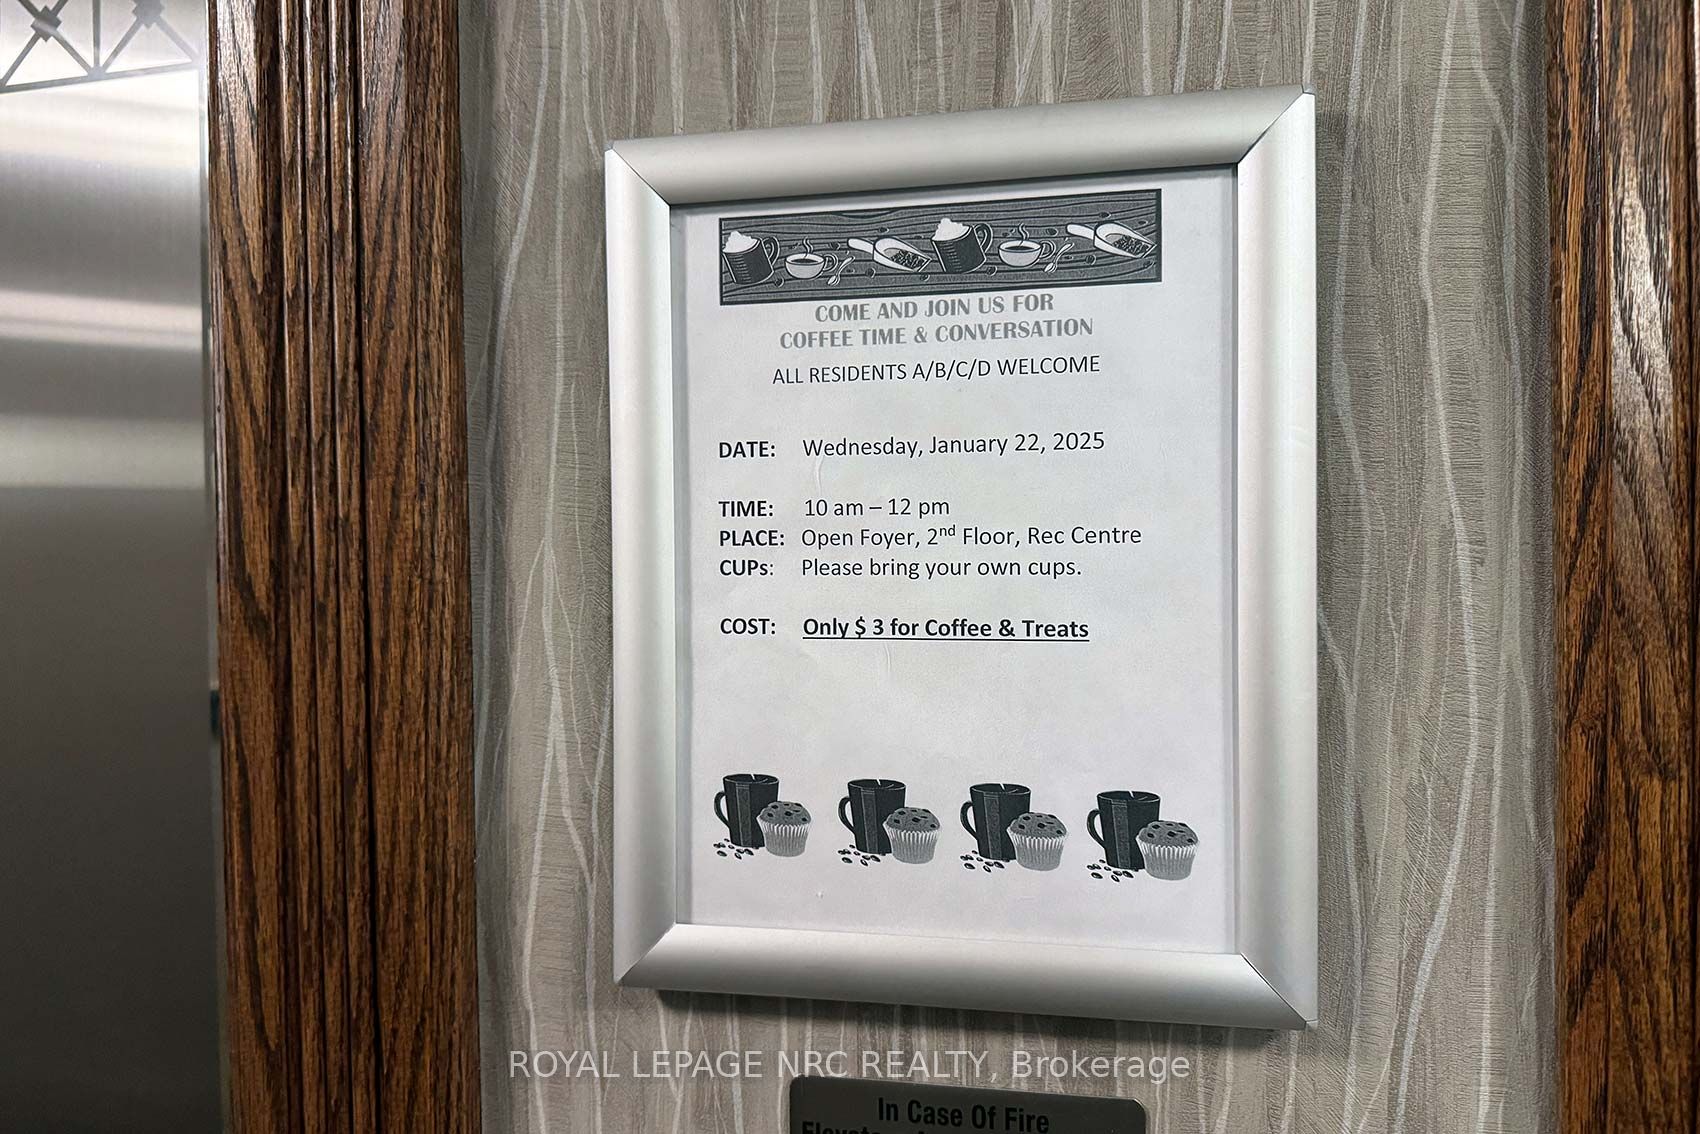 COME AND JOIN US FOR
COFFEE TIME & CONVERSATION
ALL RESIDENTS A/B/C/D WELCOME
DATE: Wednesday, January 22, 2025
TIME: 10 am – 12 pm
PLACE: Open Foyer, 2nd Floor, Rec Centre
CUPs: Please bring your own cups.
COST: Only $ 3 for Coffee & Treats
ROYAL LEPAGE NRC REALTY, Brokerage
In Case Of Fire